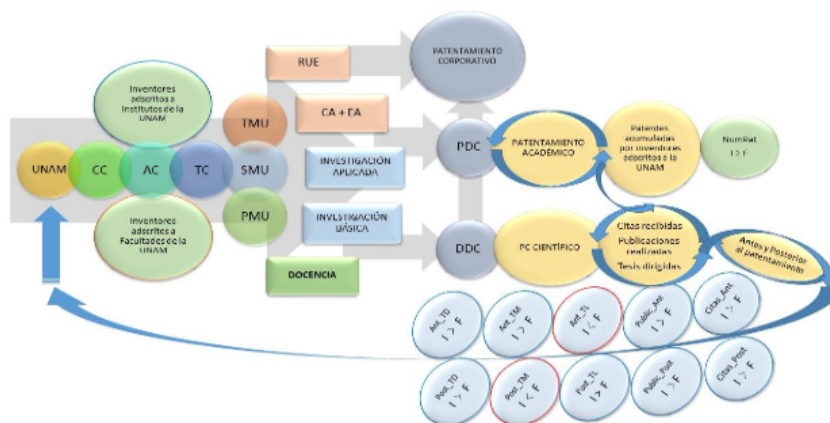 Inventores
adscritos a
Institutos de la
UNAM
UNAM
CC
AC
TC
TMU
SMU
PMU
Inventores
adscritos a
Facultades de la
UNAM
RUE
CA + EA
INVESTIGACIÓN
APLICADA
INVESTIGACIÓN
BÁSICA
DOCENCIA
PATENTAMIENTO
CORPORATIVO
PDC
PATENTAMIENTO
ACADÉMICO
Patentes
acumuladas
por inventores
adscritos a la
UNAM
NumPat
I > F
DDC
PC CIENTÍFICO
Citas recibidas
Publicaciones
realizadas
Tesis dirigidas
Antes y Posterior
al patentamiento
Ant_TD
I > F
Ant_TM
I > F
Ant_TL
I < F
Public_Ant
I > F
Citas_Ant
I > F
Post_TD
I > F
Post_TM
I < F
Post_TL
I > F
Public_Post
I > F
Citas_Post
I > F